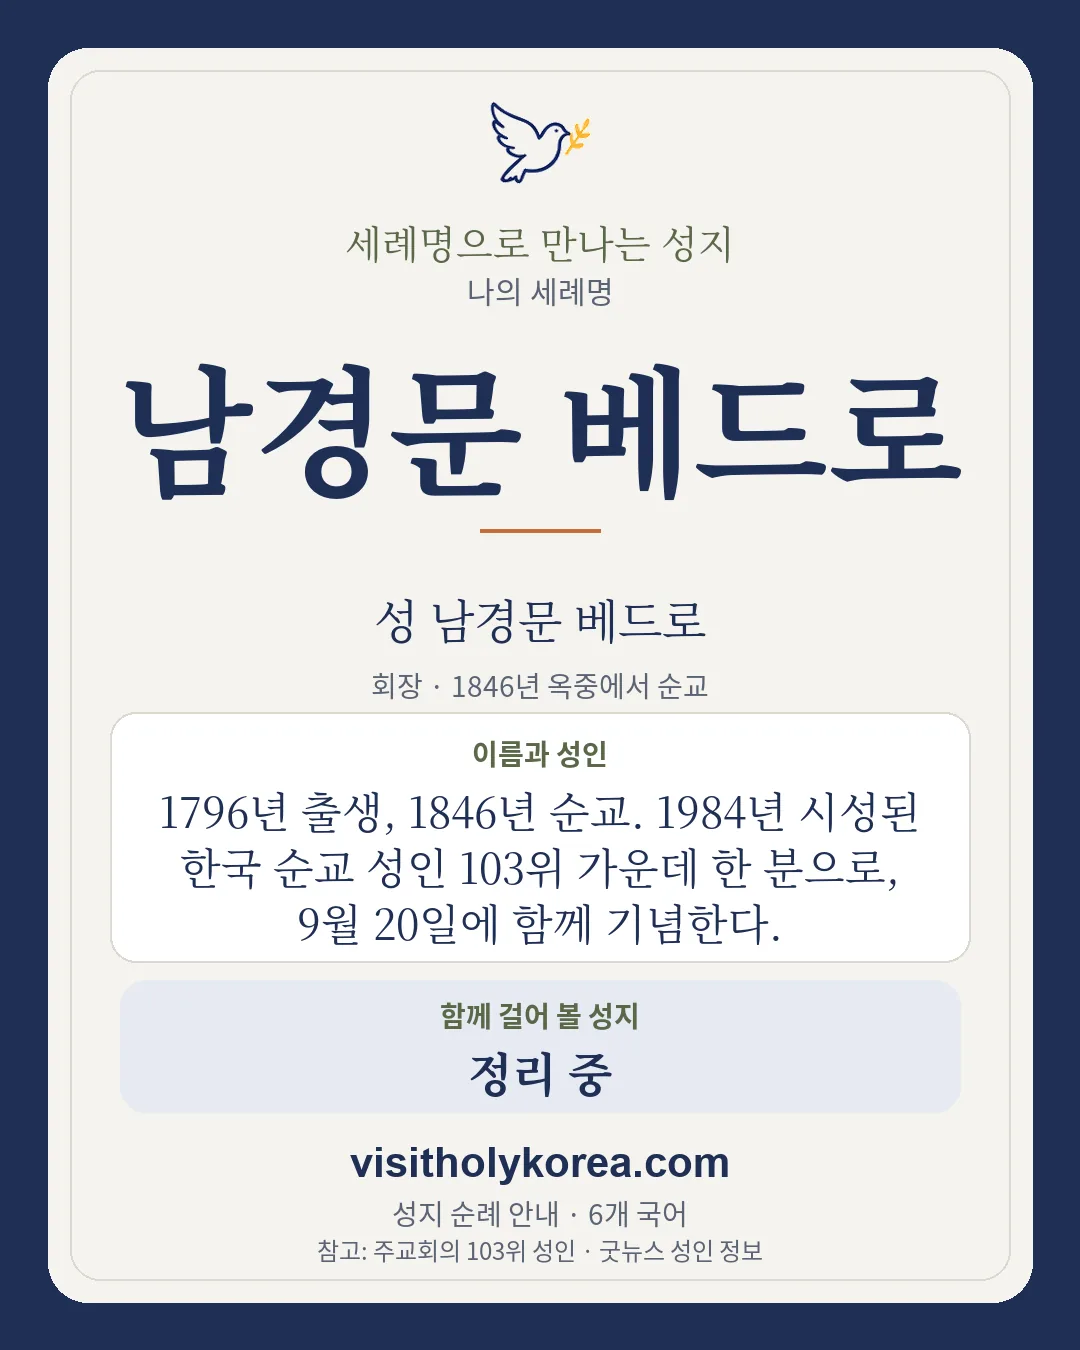 세례명으로 만나는 성지
나의 세례명
남경문 베드로
성 남경문 베드로
회장 · 1846년 옥중에서 순교
이름과 성인
1796년 출생, 1846년 순교. 1984년 시성된
한국 순교 성인 103위 가운데 한 분으로,
9월 20일에 함께 기념한다.
함께 걸어 볼 성지
정리 중
visitholykorea.com
성지 순례 안내 · 6개 국어
참고: 주교회의 103위 성인 · 굿뉴스 성인 정보